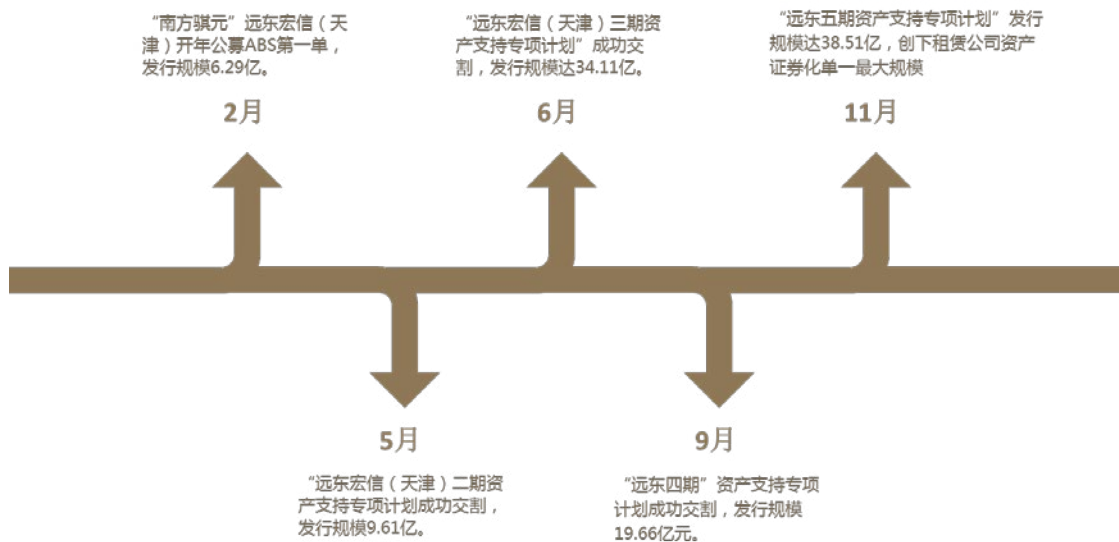 “南方骐元”远东宏信（天
津）开年公募ABS第一单，
发行规模6.29亿。
2月
“远东宏信（天津）三期资
产支持专项计划”成功交
割，发行规模达34.11亿。
6月
“远东五期资产支持专项计划”发行
规模达38.51亿，创下租赁公司资产
证券化单一最大规模
11月
5月
“远东宏信（天津）二期资
产支持专项计划成功交割，
发行规模9.61亿。
9月
“远东四期”资产支持专项
计划成功交割，发行规模
19.66亿元。